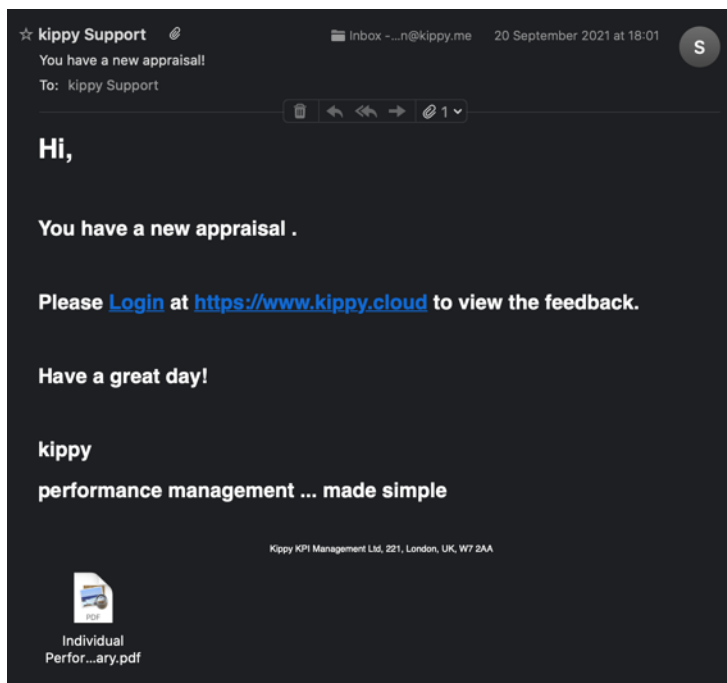 kippy Support
Inbox -...n@kippy.me
20 September 2021 at 18:01
S
You have a new appraisal!
To: kippy Support
1
Hi,
You have a new appraisal .
Please Login at https://www.kippy.cloud to view the feedback.
Have a great day!
kippy
performance management ... made simple
Kippy KPI Management Ltd, 221, London, UK, W7 2AA
PDF
Individual
Perfor...ary.pdf